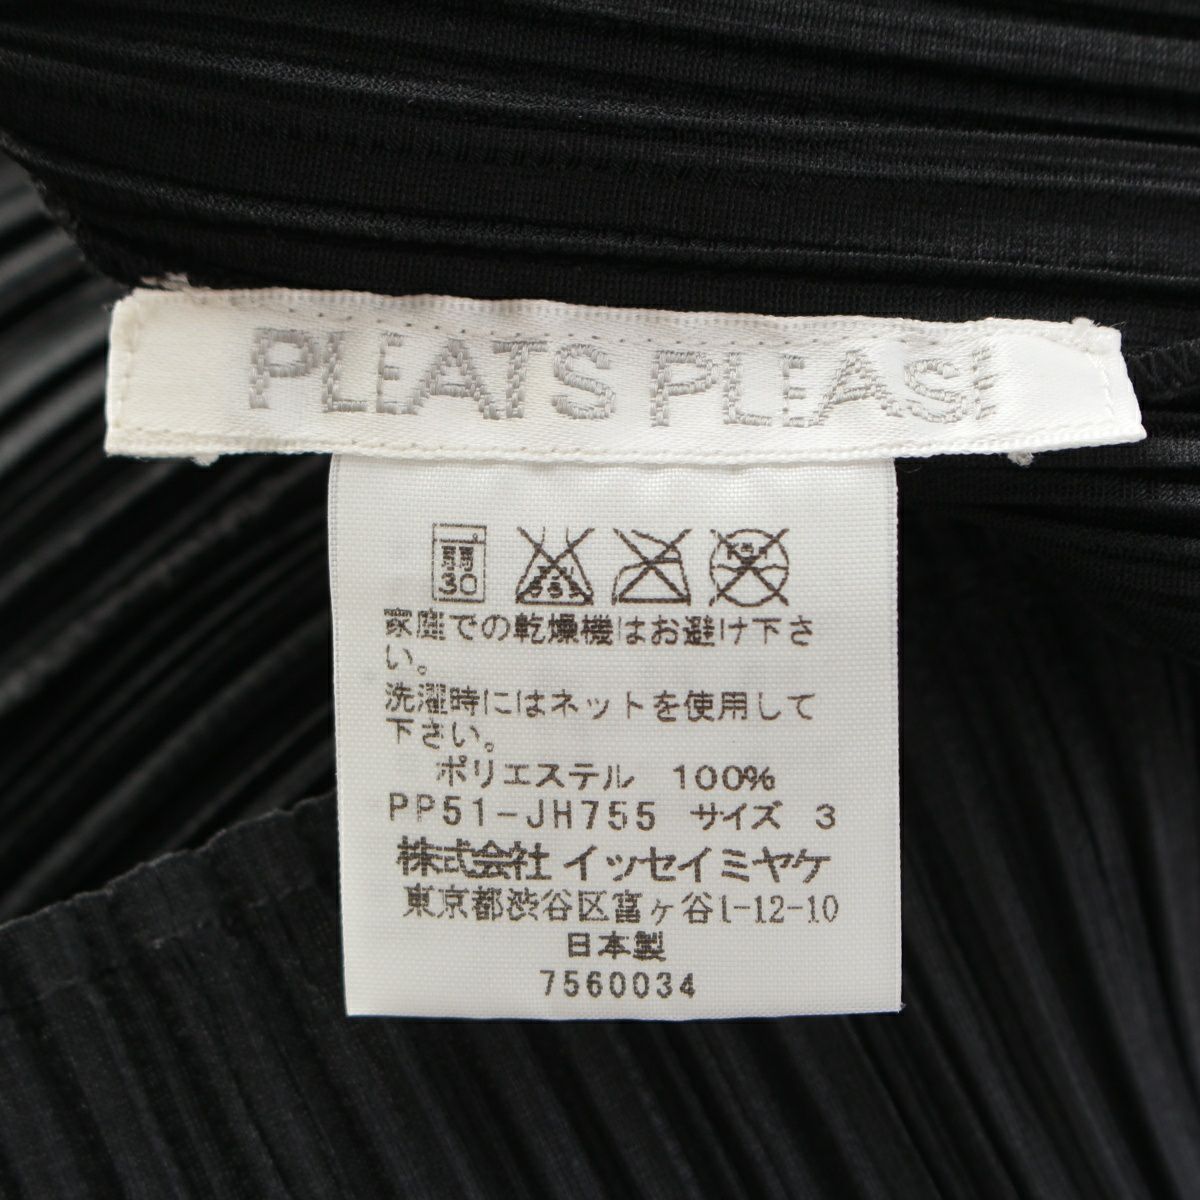 PLEATS PLEASE
30
家庭での乾燥機はお避け下さ
い。
洗濯時にはネットを使用して
下さい。
ポリエステル 100%
PP51-JH755 サイズ 3
株式会社 イッセイミヤケ
東京都渋谷区富ヶ谷1-12-10
日本製
7560034